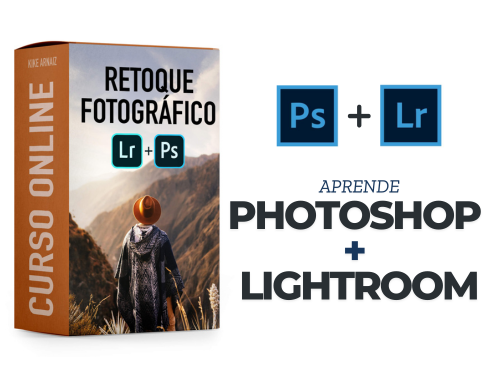 KIKE ARNAIZ
CURSO ONLINE
RETOQUE
FOTOGRÁFICO
Lr + Ps
Ps + Lr
APRENDE
PHOTOSHOP
+
LIGHTROOM